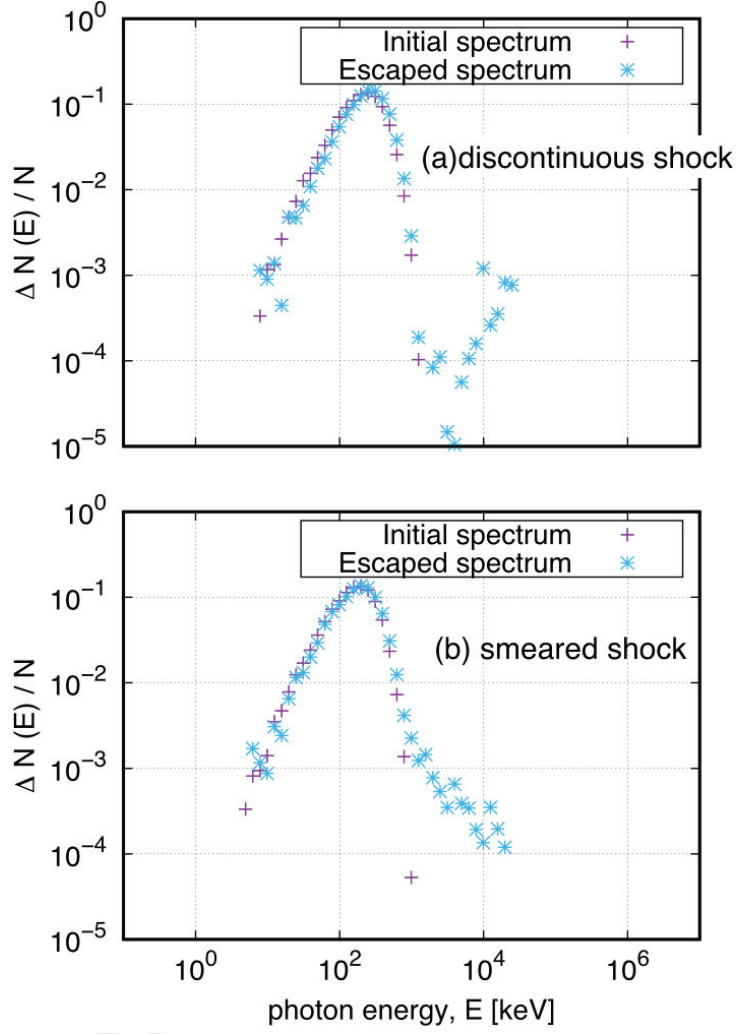 10^0
Initial spectrum +
Escaped spectrum ✳
10^-1
(a)discontinuous shock
10^-2
10^-3
10^-4
10^-5
Δ N (E) / N
10^0
Initial spectrum +
Escaped spectrum ✳
10^-1
(b) smeared shock
10^-2
10^-3
10^-4
10^-5
Δ N (E) / N
10^0 10^2 10^4 10^6
photon energy, E [keV]